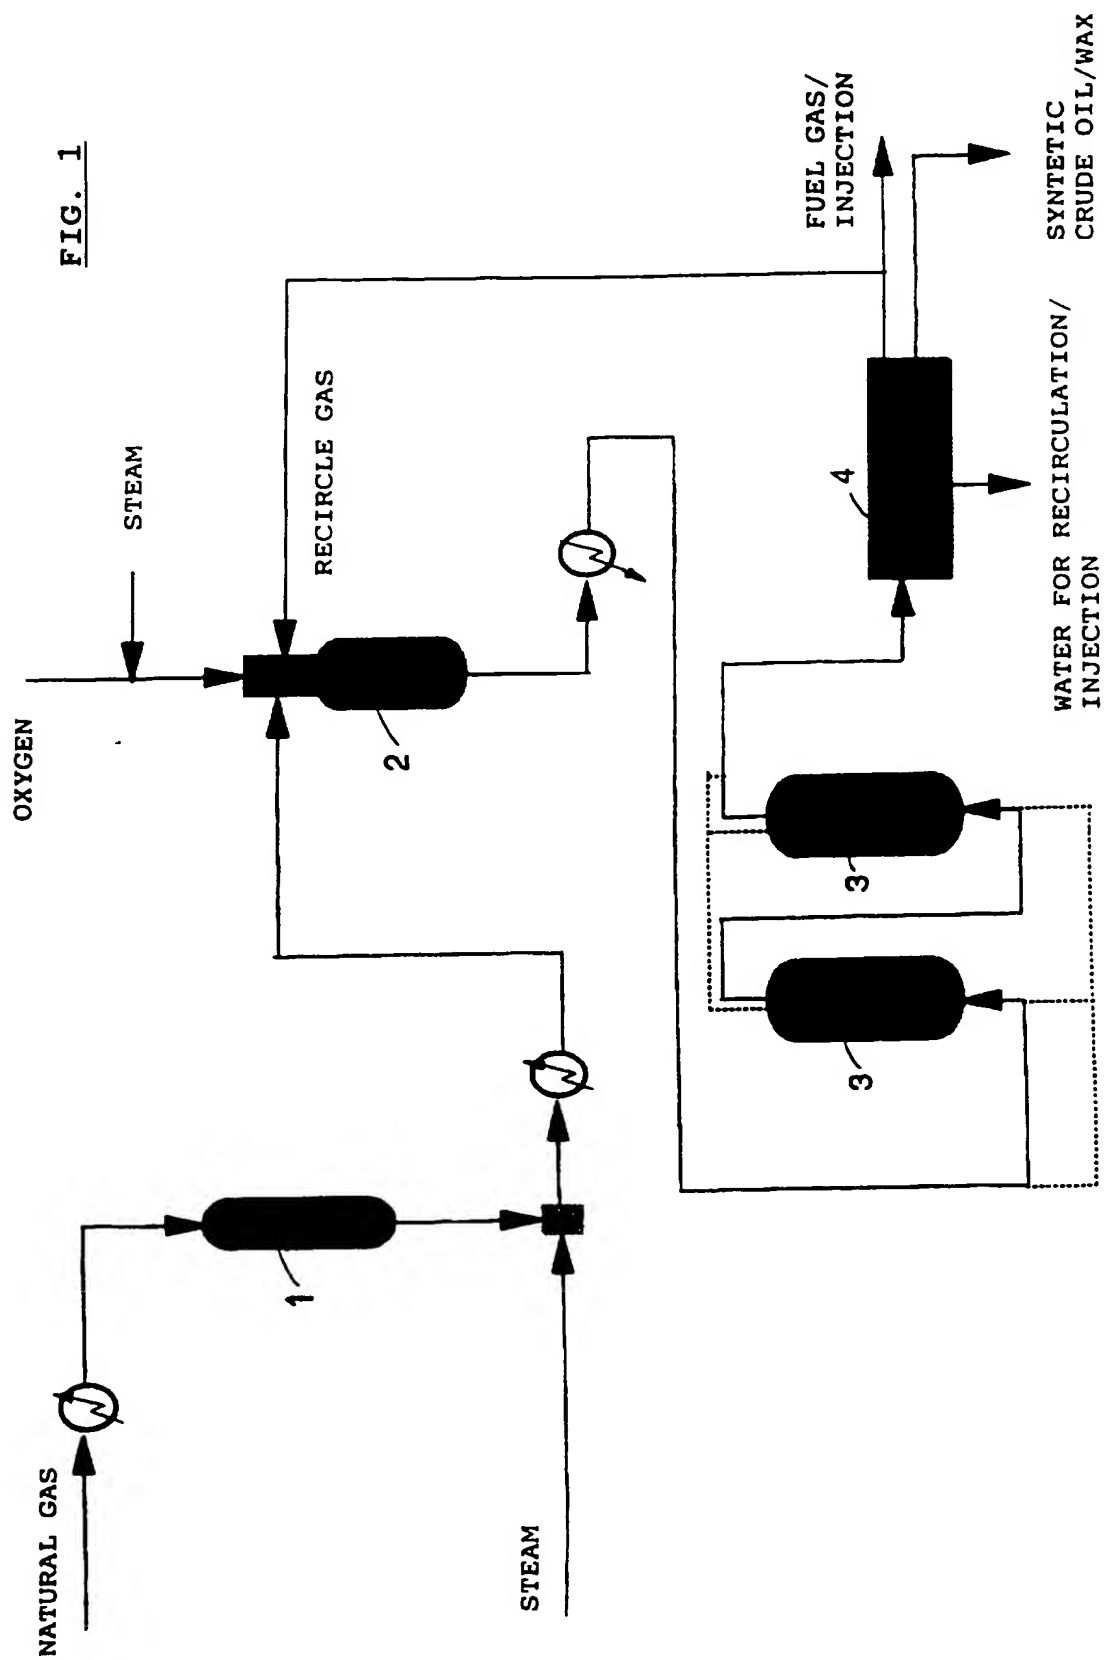 FIG. 1
OXYGEN
STEAM
RECIRCLE GAS
FUEL GAS/
INJECTION
NATURAL GAS
STEAM
1
2
3
3
4
SYNTETIC
CRUDE OIL/WAX
WATER FOR RECIRCULATION/
INJECTION